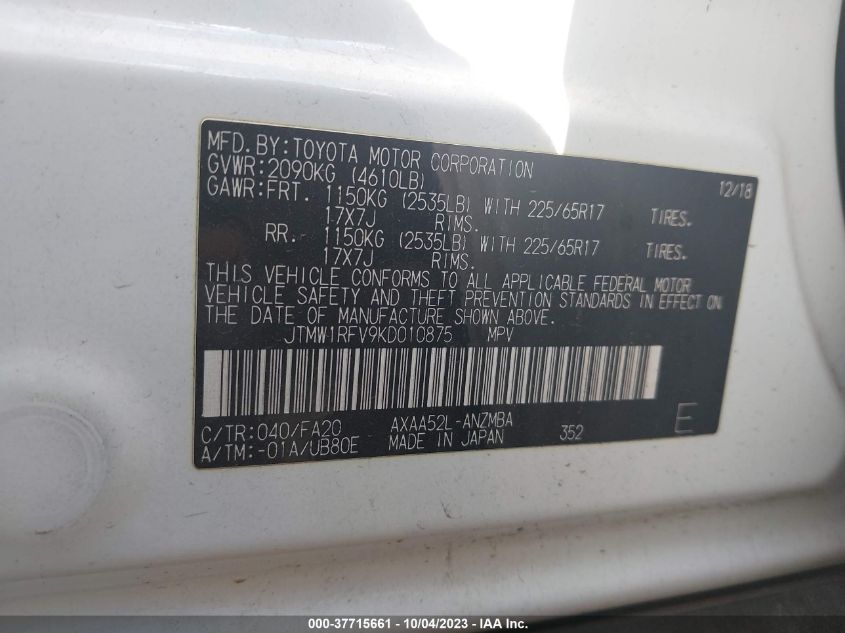 MFD. BY: TOYOTA MOTOR CORPORATION 12/18
GVWR: 2090KG (4610LB)
GAWR: FRT. 1150KG (2535LB) WITH 225/65R17 TIRES.
17X7J RIMS.
RR. 1150KG (2535LB) WITH 225/65R17 TIRES.
17X7J RIMS.
THIS VEHICLE CONFORMS TO ALL APPLICABLE FEDERAL MOTOR
VEHICLE SAFETY AND THEFT PREVENTION STANDARDS IN EFFECT ON
THE DATE OF MANUFACTURE SHOWN ABOVE.
JTMW1RFV9KD010875 MPV
C/TR: 040/FA20 AXAA52L-ANZMBA
A/TM: -01A/UB80E MADE IN JAPAN 352 E
000-37715661 - 10/04/2023 - IAA Inc.